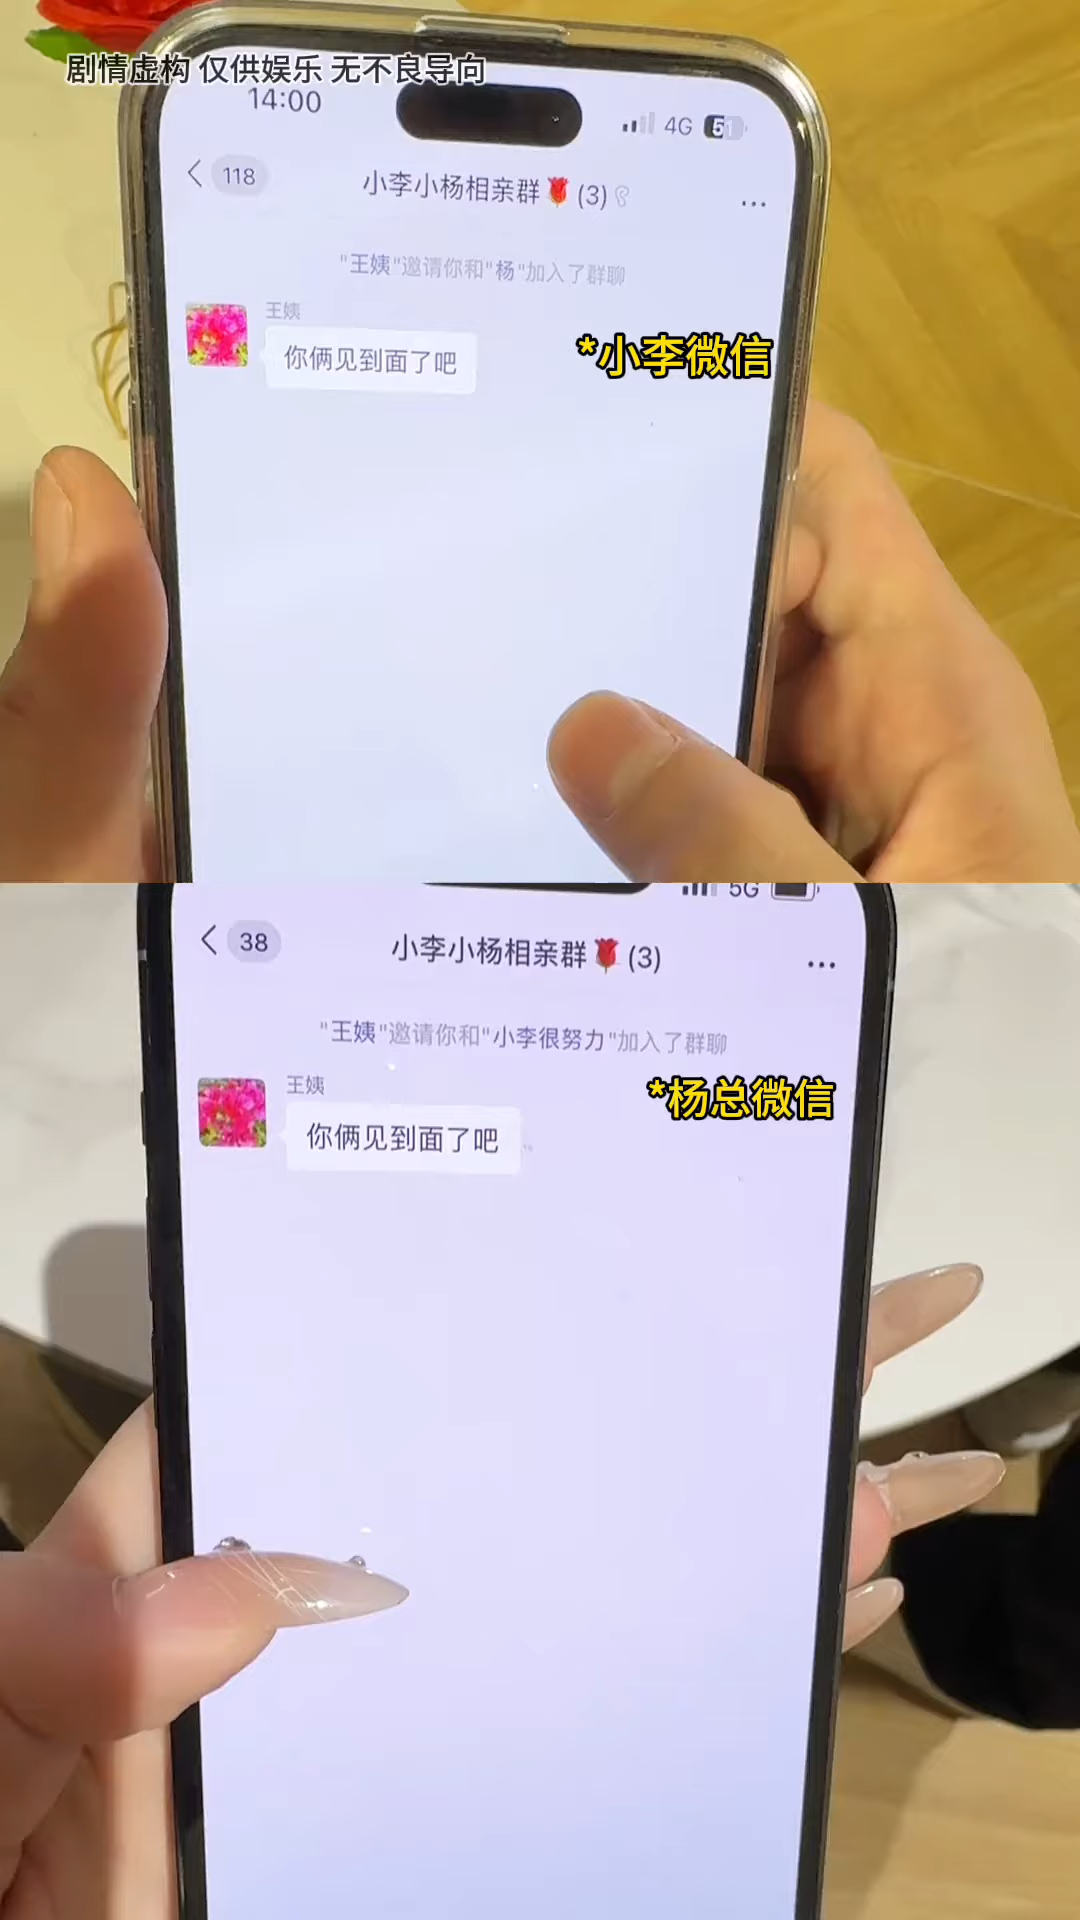 剧情虚构 仅供娱乐 无不良导向
14:00
4G
51
118
小李小杨相亲群🌹(3)
"王姨"邀请你和"杨"加入了群聊
王姨
你俩见到面了吧
*小李微信
5G
38
小李小杨相亲群🌹(3)
"王姨"邀请你和"小李很努力"加入了群聊
王姨
*杨总微信
你俩见到面了吧